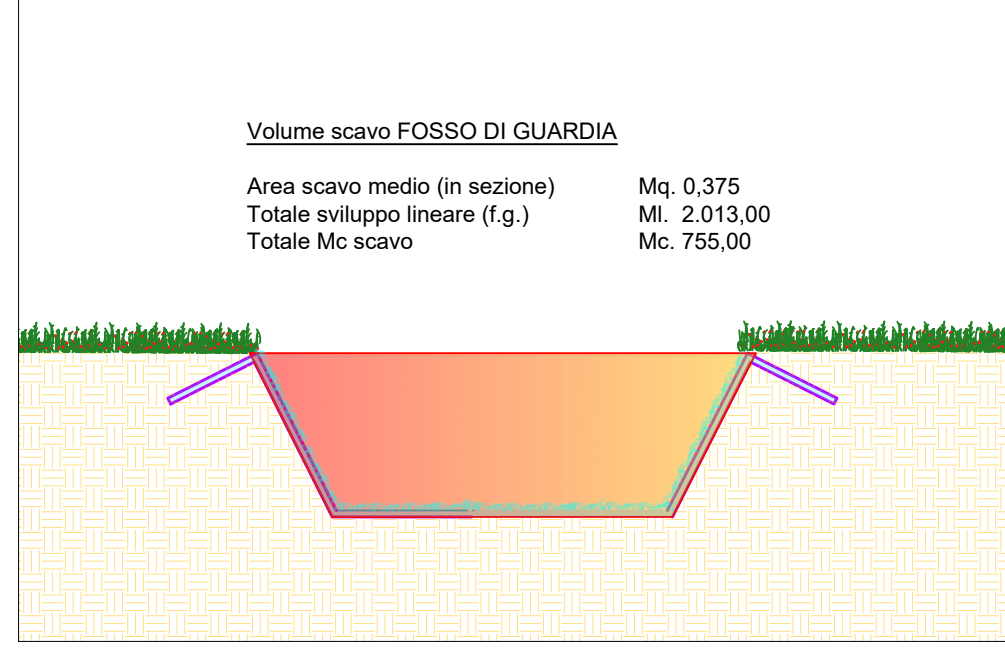 Volume scavo FOSSO DI GUARDIA
Area scavo medio (in sezione) Mq. 0,375
Totale sviluppo lineare (f.g.) Ml. 2.013,00
Totale Mc scavo Mc. 755,00